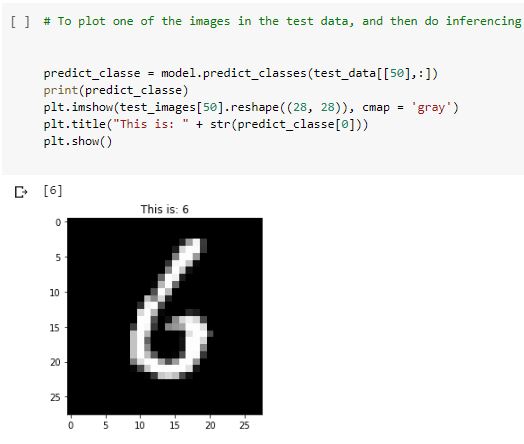 [ ] # To plot one of the images in the test data, and then do inferencing
predict_classe = model.predict_classes(test_data[[50],:])
print(predict_classe)
plt.imshow(test_images[50].reshape((28, 28)), cmap = 'gray')
plt.title("This is: " + str(predict_classe[0]))
plt.show()
[6]
This is: 6
0
5
10
15
20
25
0 5 10 15 20 25
6